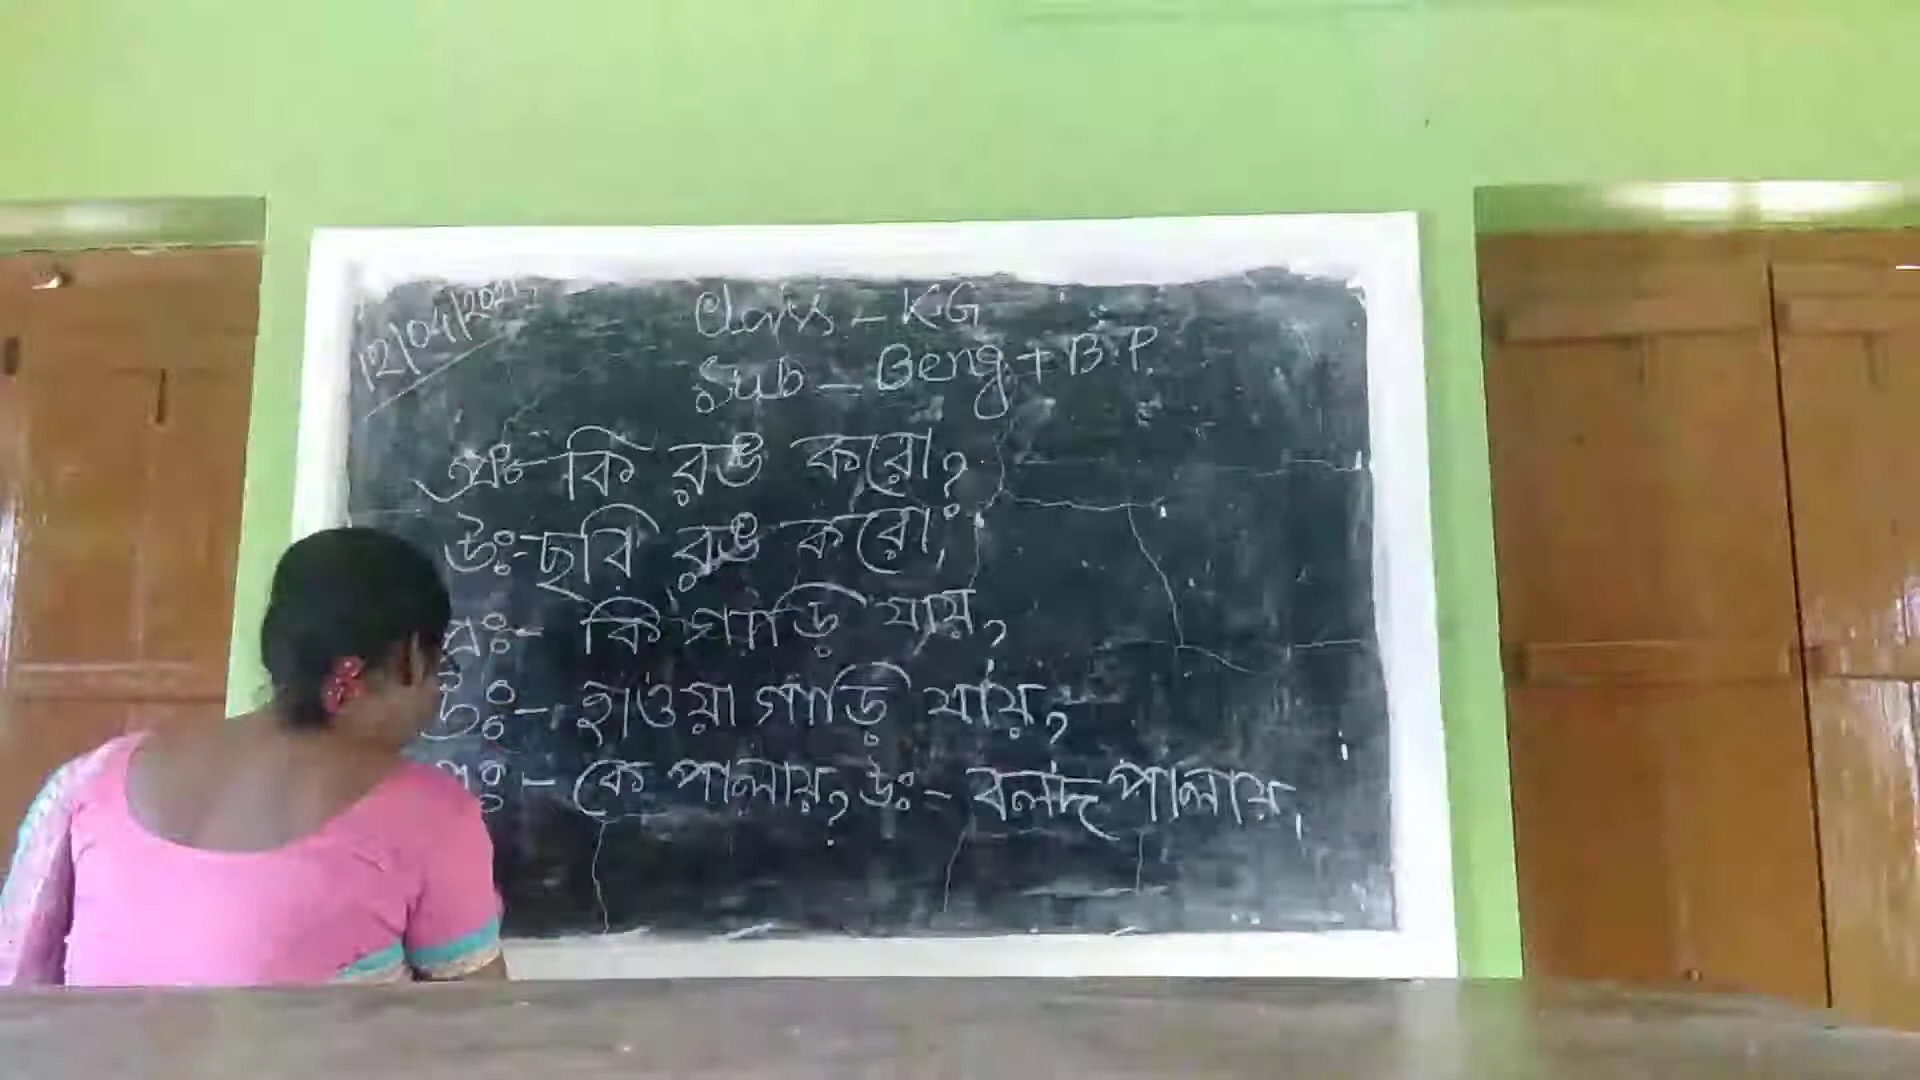 12/04/2021
Class - KG
Sub - Beng + B.P.
প্রঃ- কি রঙ করো?
উঃ- ছবি রঙ করো।
প্রঃ- কি গাড়ি যায়?
উঃ- হাওয়া গাড়ি যায়?
প্রঃ- কে পালায়? উঃ- বলদ পালায়।